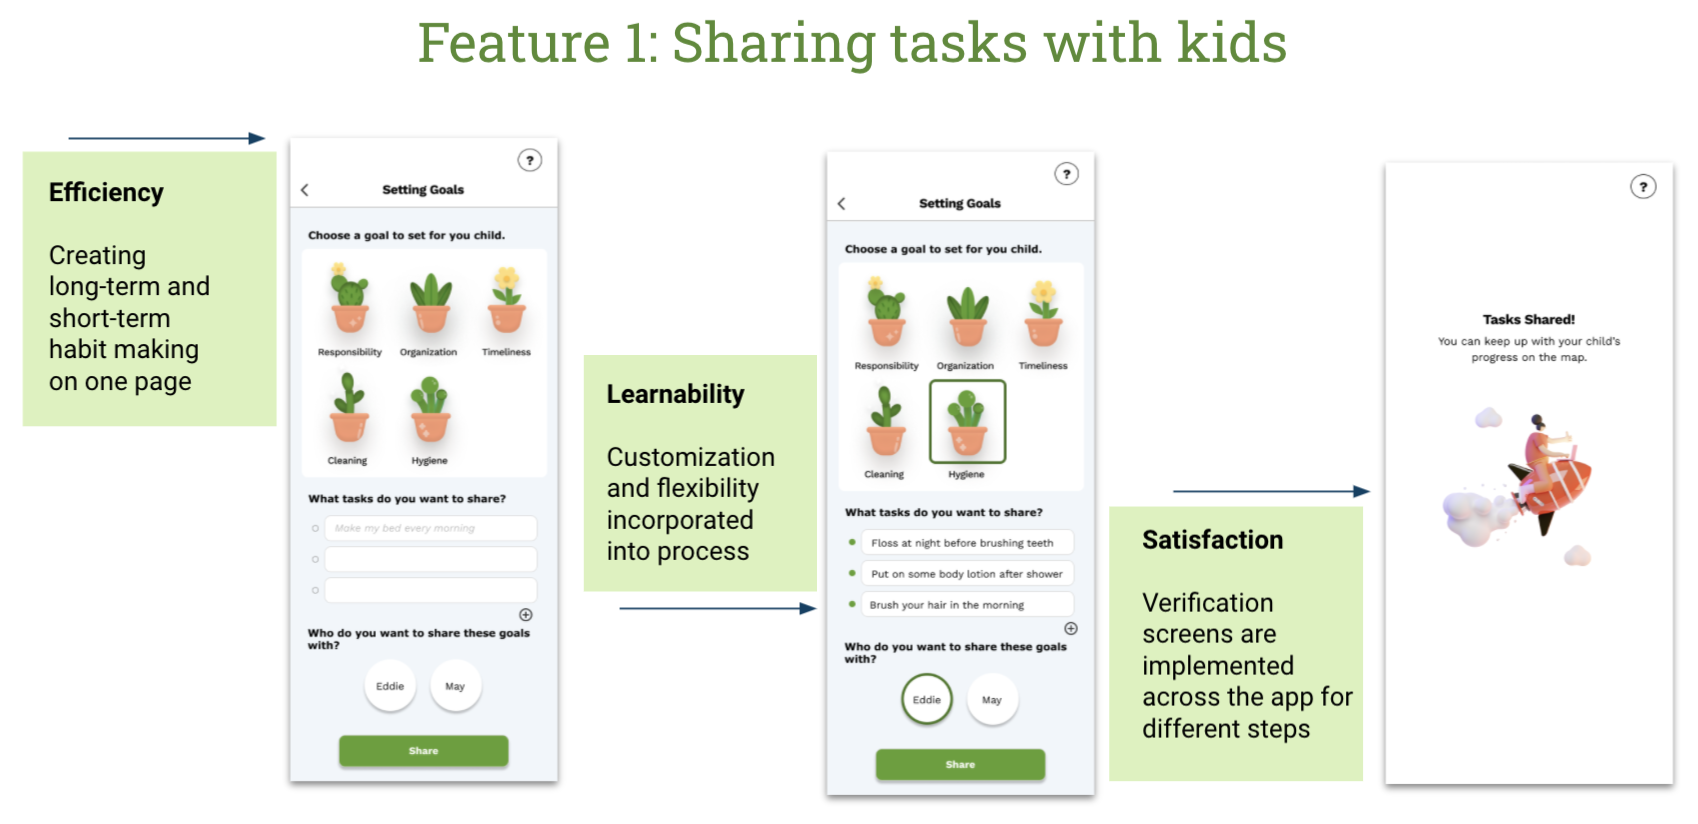 Feature 1: Sharing tasks with kids
Efficiency
Creating
long-term and
short-term
habit making
on one page
?
Setting Goals
Choose a goal to set for you child.
Responsibility Organization Timeliness
Cleaning Hygiene
What tasks do you want to share?
Make my bed every morning
Who do you want to share these goals
with?
Eddie May
Share
Learnability
Customization
and flexibility
incorporated
into process
?
Setting Goals
Choose a goal to set for you child.
Responsibility Organization Timeliness
Cleaning Hygiene
What tasks do you want to share?
Floss at night before brushing teeth
Put on some body lotion after shower
Brush your hair in the morning
Who do you want to share these goals
with?
Eddie May
Share
Satisfaction
Verification
screens are
implemented
across the app for
different steps
?
Tasks Shared!
You can keep up with your child's
progress on the map.